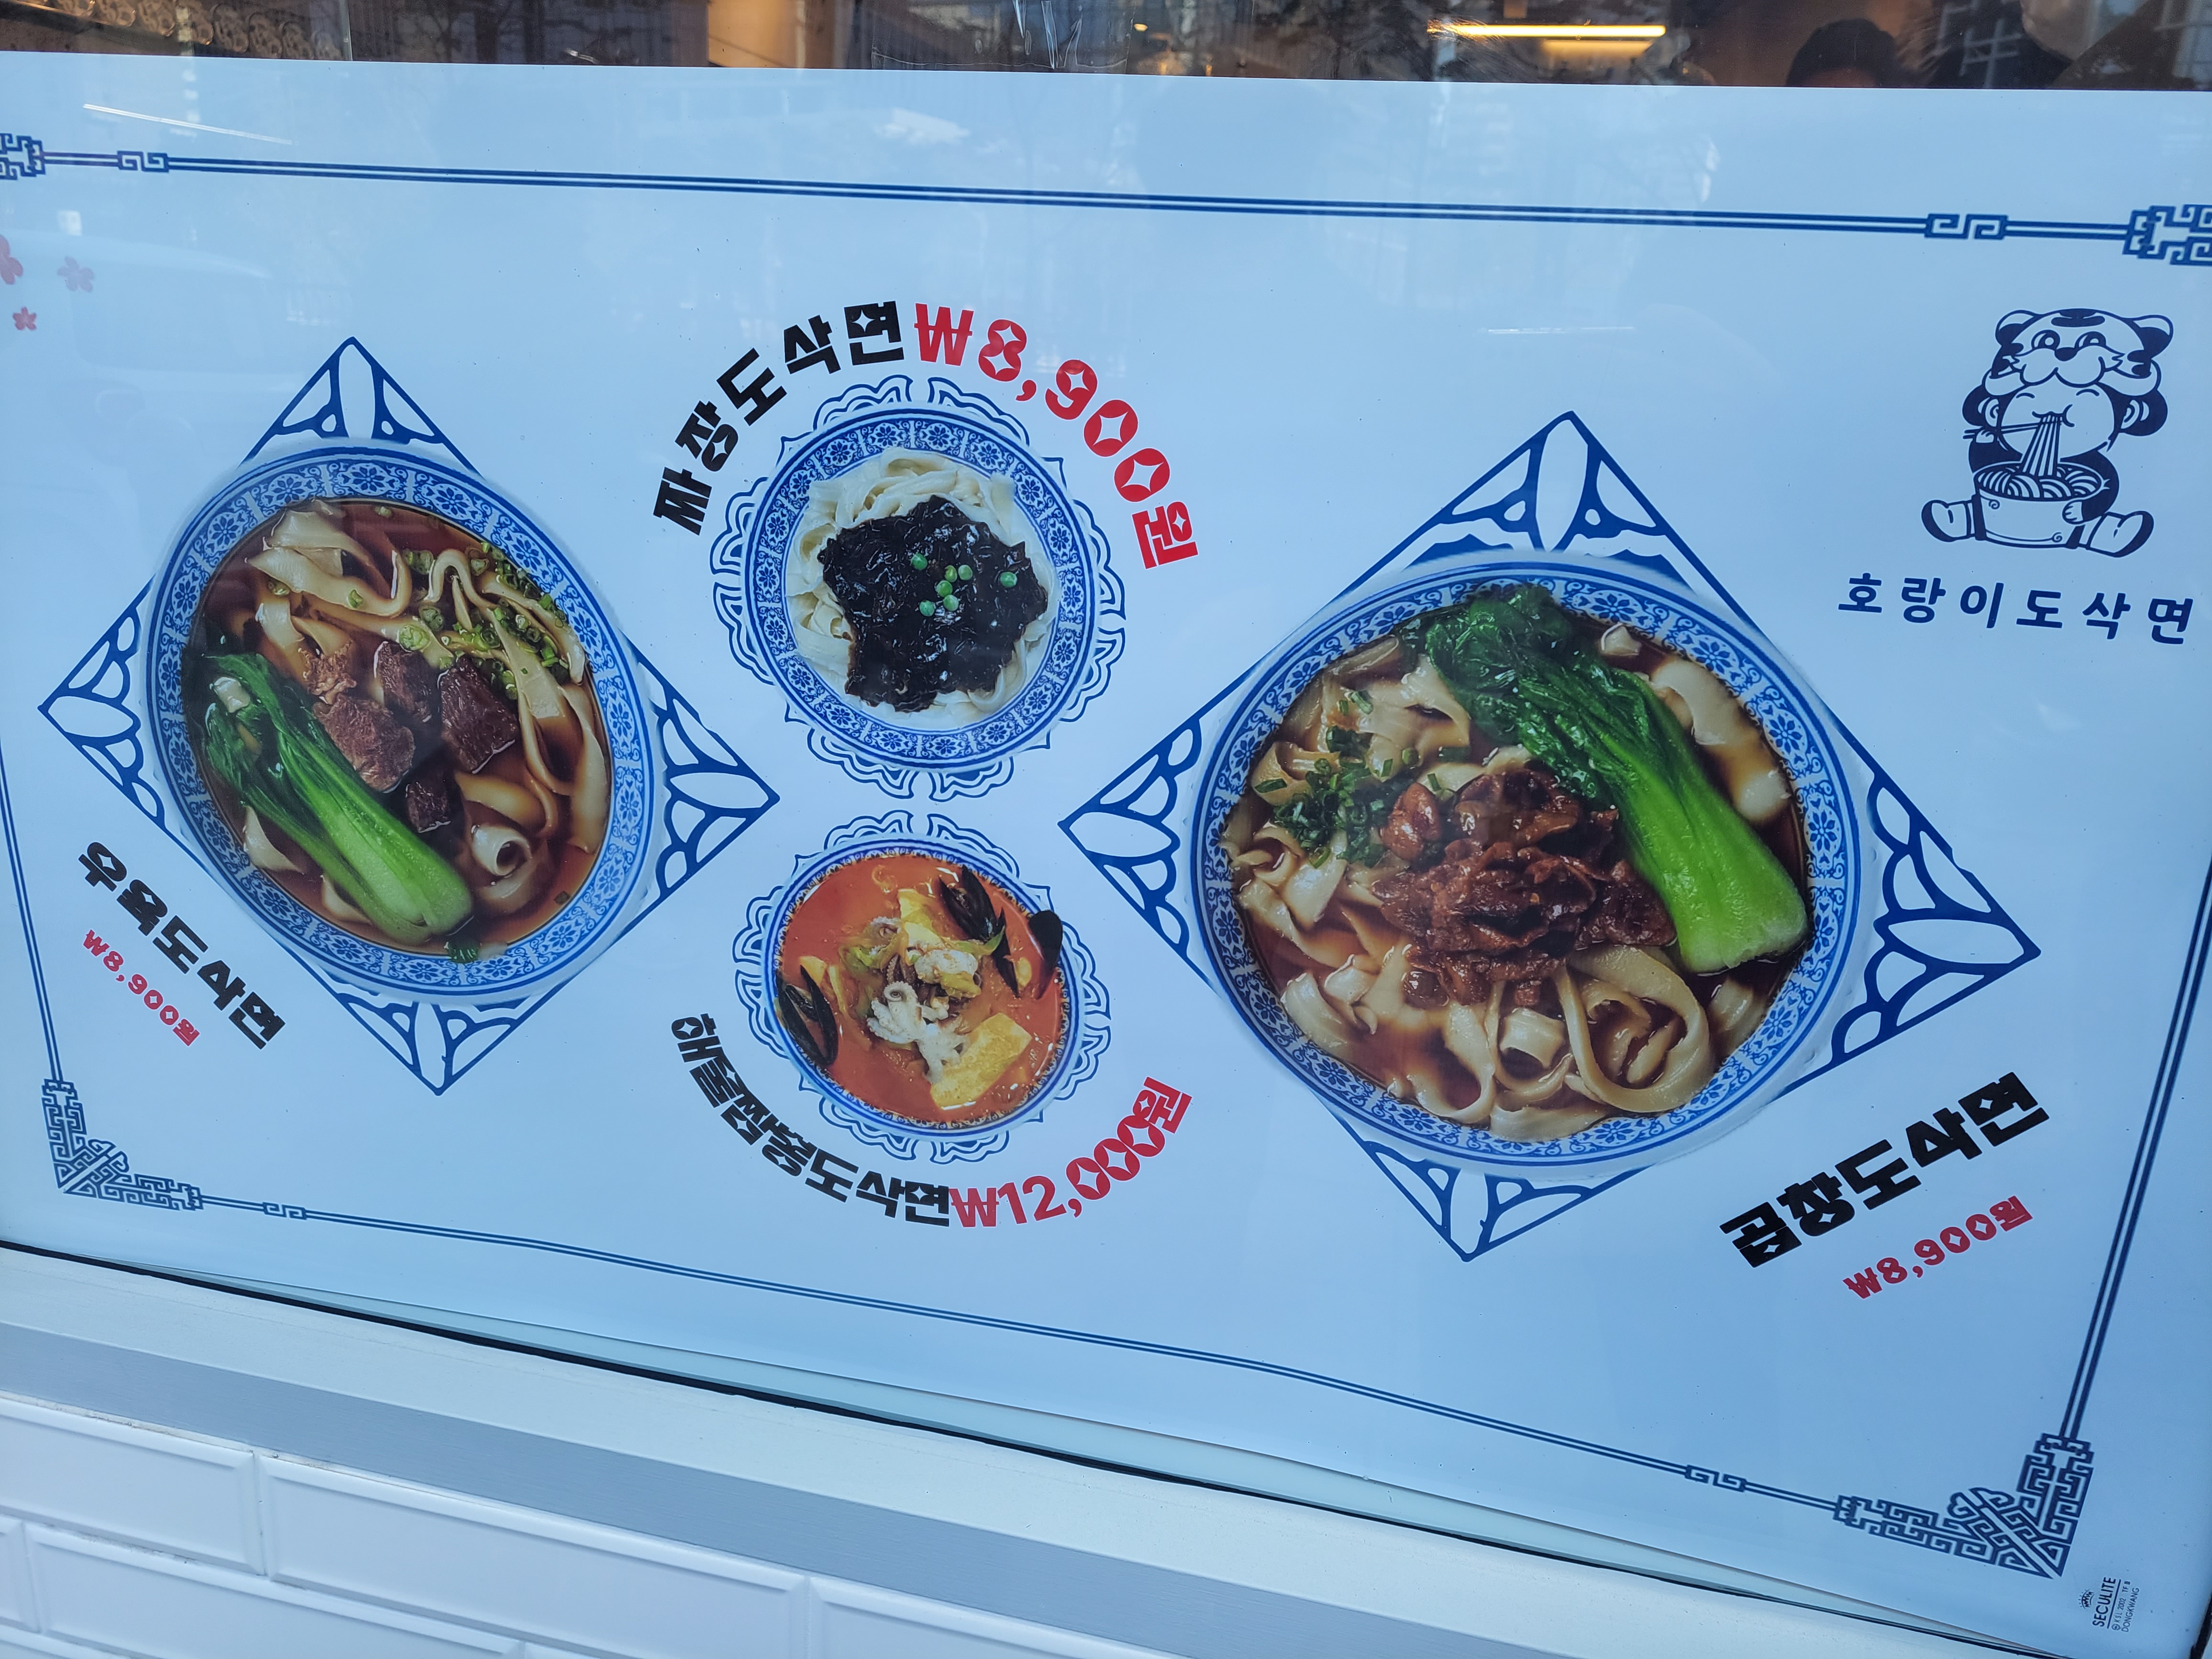 짜장도삭면₩8,900원
호랑이도삭면
우육도삭면
₩8,900원
해물짬뽕도삭면₩12,000원
곱창도삭면
₩8,900원
SECULITE
DONGKWANG